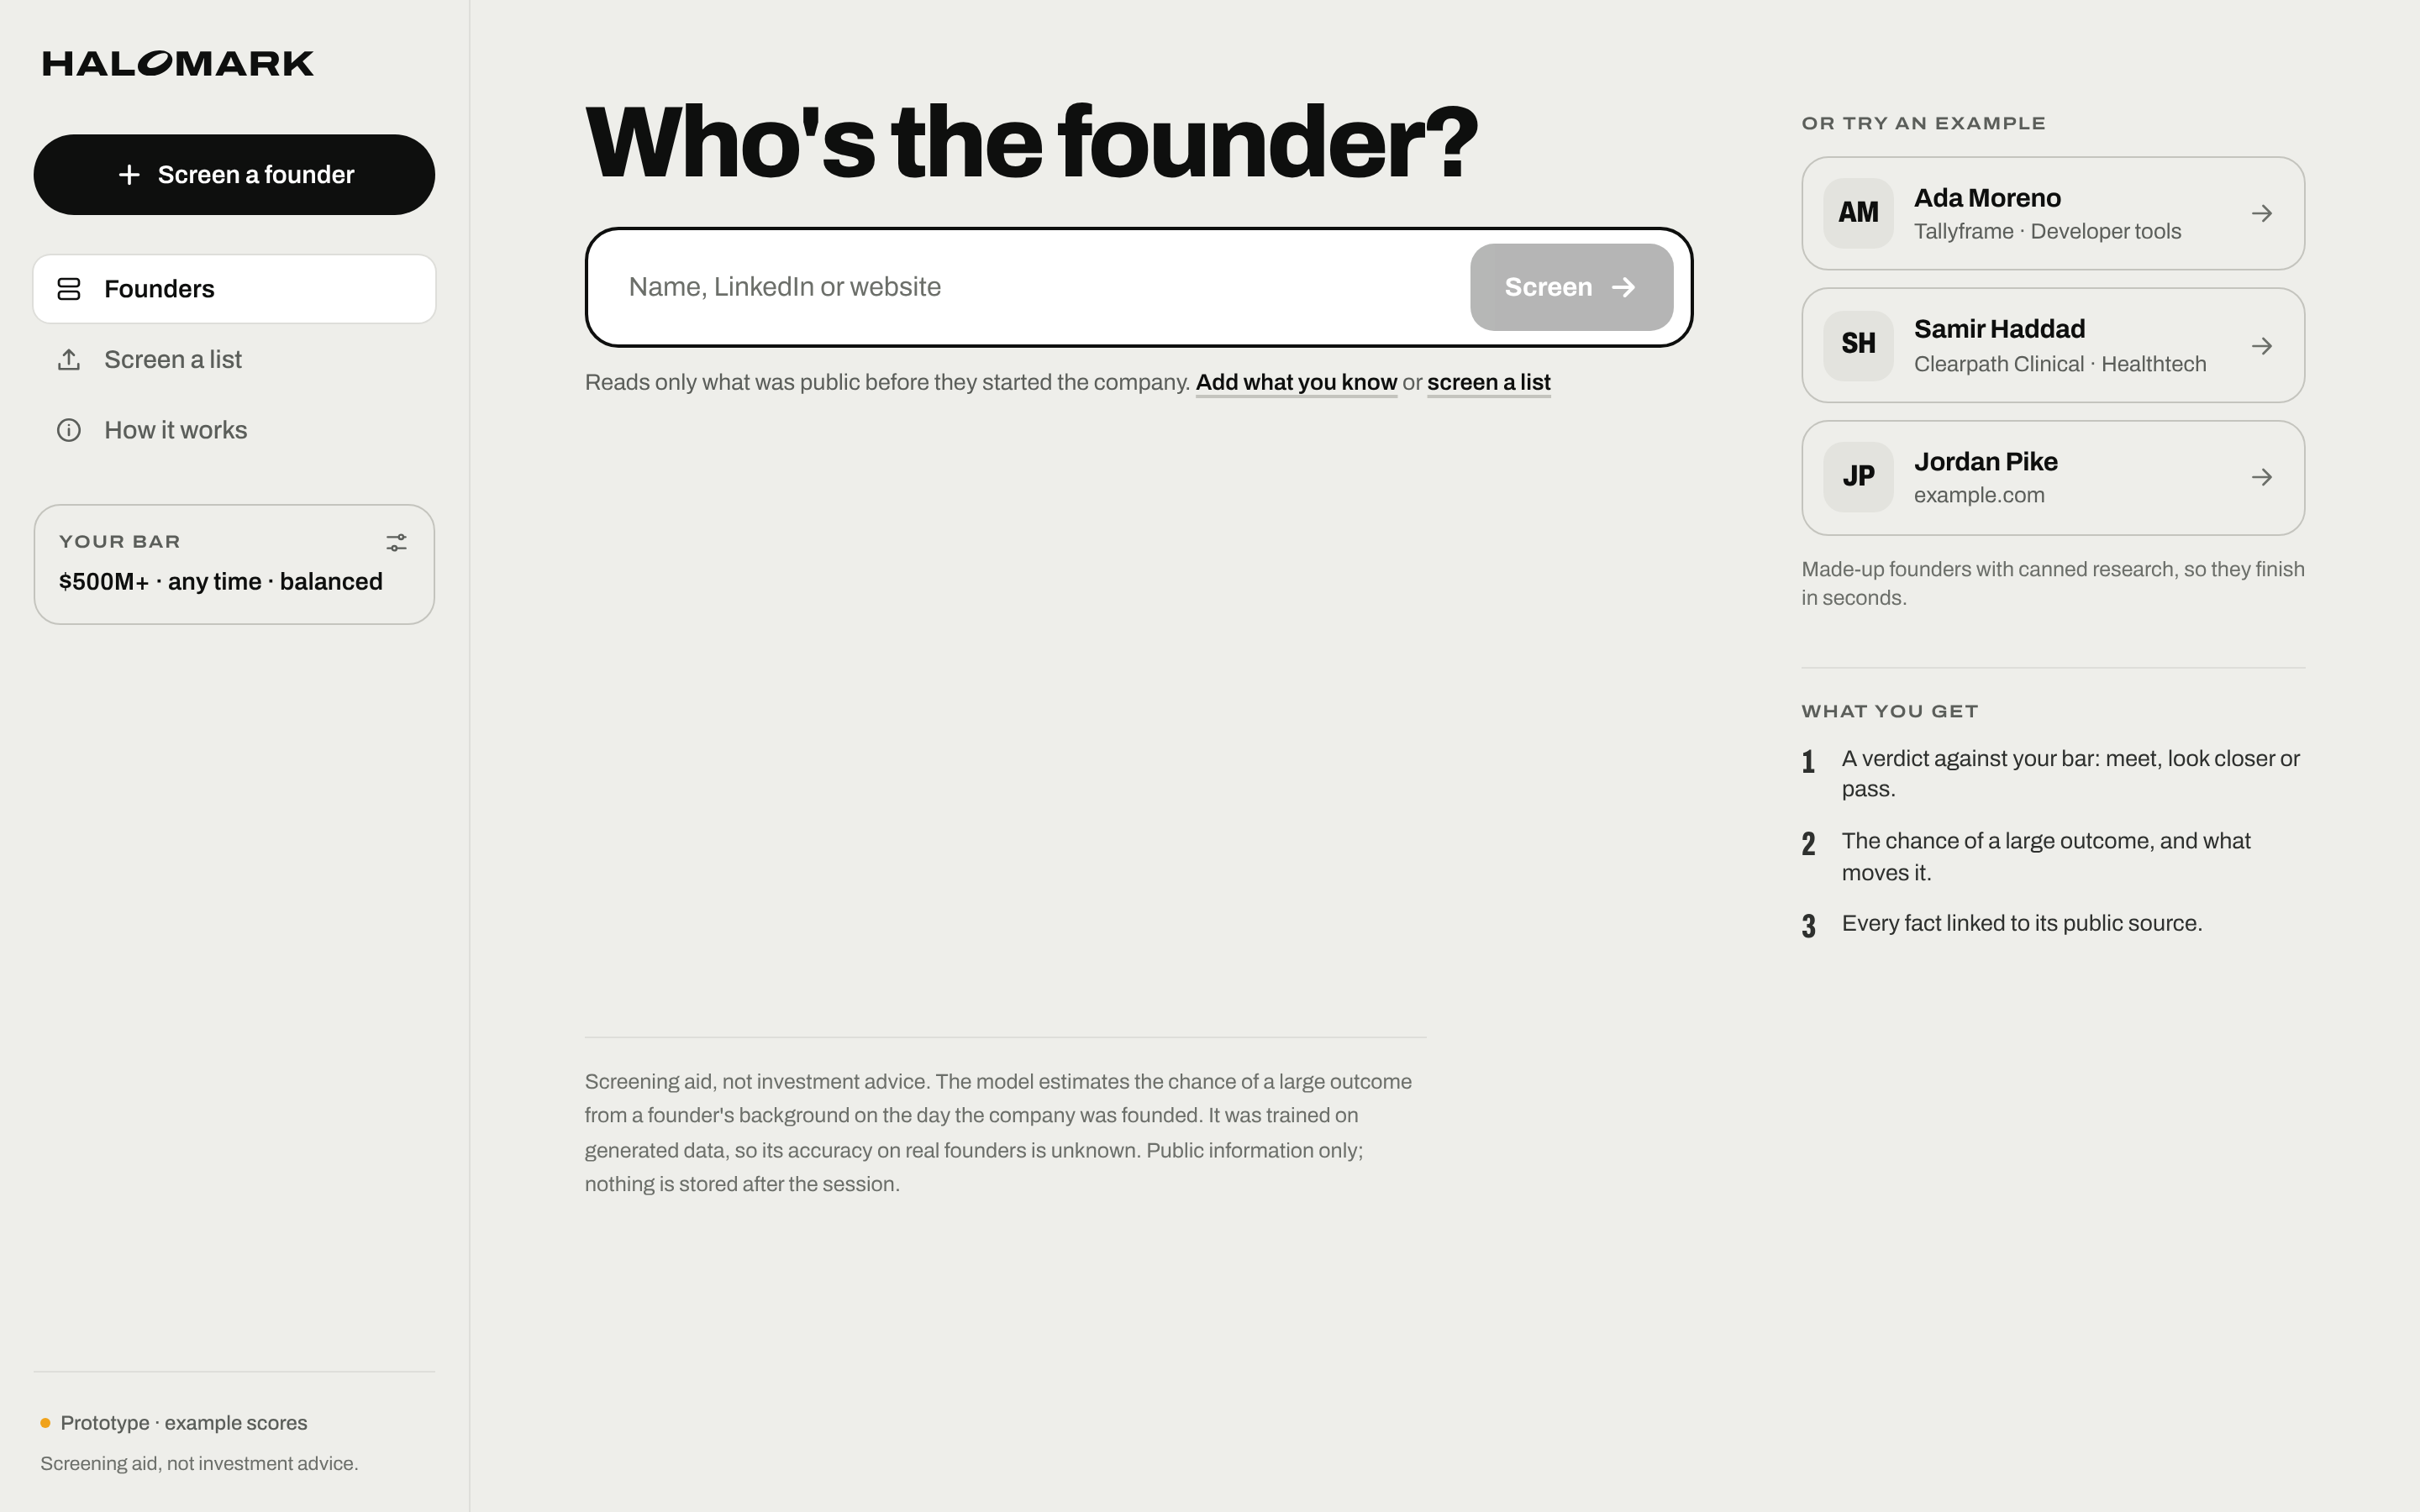 HALOMARK
Screen a founder
Founders
Screen a list
How it works
YOUR BAR
$500M+ · any time · balanced
Prototype · example scores
Screening aid, not investment advice.
Who's the founder?
Name, LinkedIn or website
Screen
Reads only what was public before they started the company. Add what you know or screen a list
Screening aid, not investment advice. The model estimates the chance of a large outcome
from a founder's background on the day the company was founded. It was trained on
generated data, so its accuracy on real founders is unknown. Public information only;
nothing is stored after the session.
OR TRY AN EXAMPLE
AM
Ada Moreno
Tallyframe · Developer tools
SH
Samir Haddad
Clearpath Clinical · Healthtech
JP
Jordan Pike
example.com
Made-up founders with canned research, so they finish
in seconds.
WHAT YOU GET
1 A verdict against your bar: meet, look closer or
pass.
2 The chance of a large outcome, and what
moves it.
3 Every fact linked to its public source.